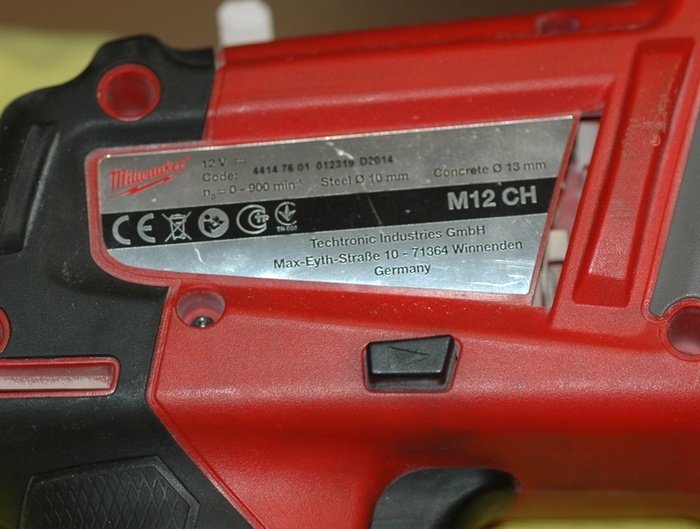 Milwaukee
12 V ⎓
Code: 4414 76 01 012319 D2014
n₀ = 0 - 900 min⁻¹ Steel Ø 10 mm Concrete Ø 13 mm
M12 CH
CE
Techtronic Industries GmbH
Max-Eyth-Straße 10 - 71364 Winnenden
Germany